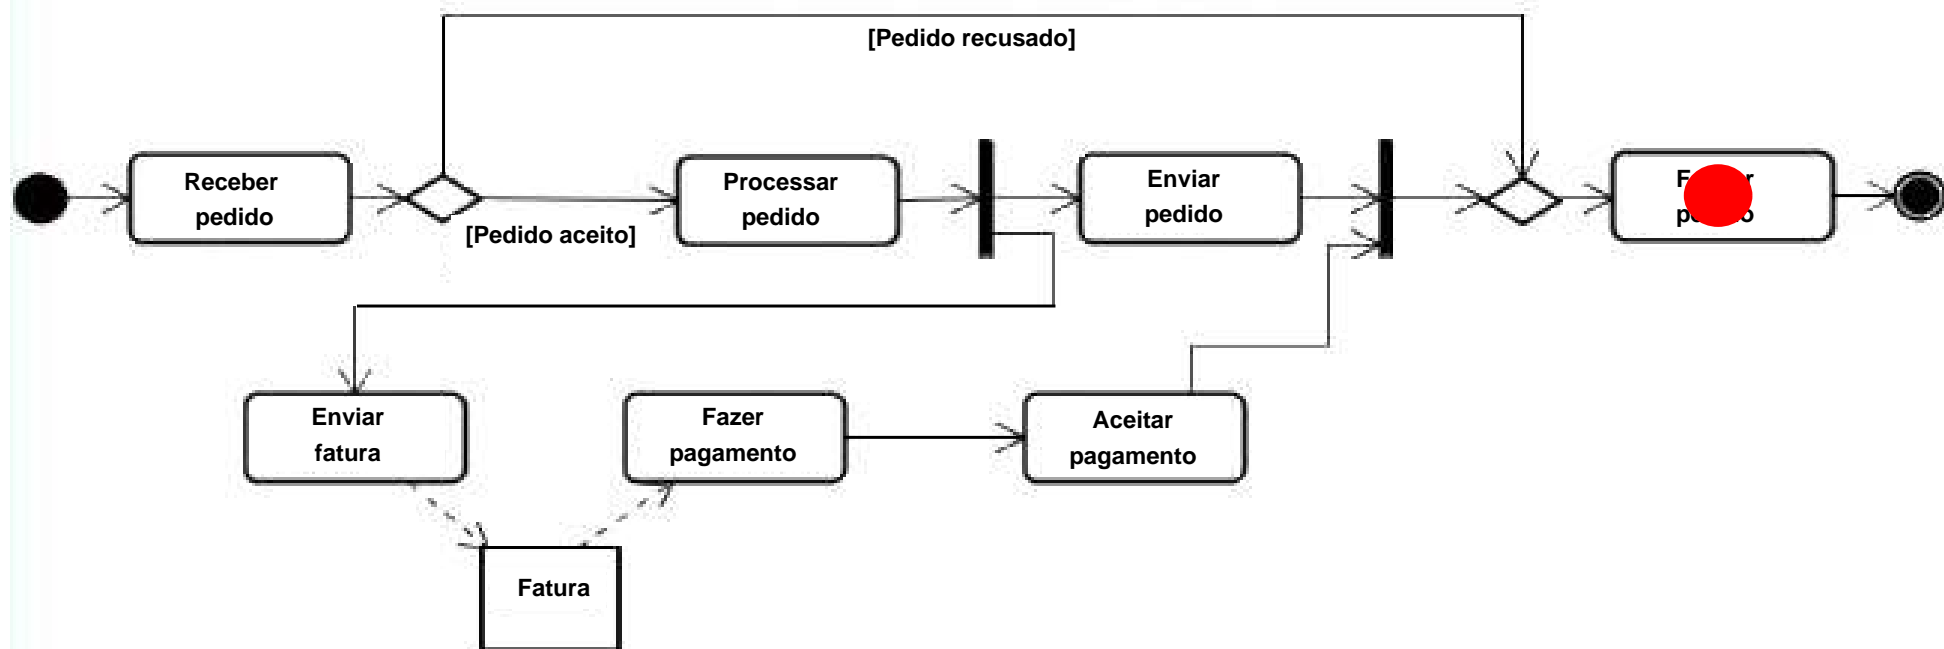 [Pedido recusado]
Receber
pedido
[Pedido aceito]
Processar
pedido
Enviar
pedido
Enviar
fatura
Fazer
pagamento
Aceitar
pagamento
Fatura